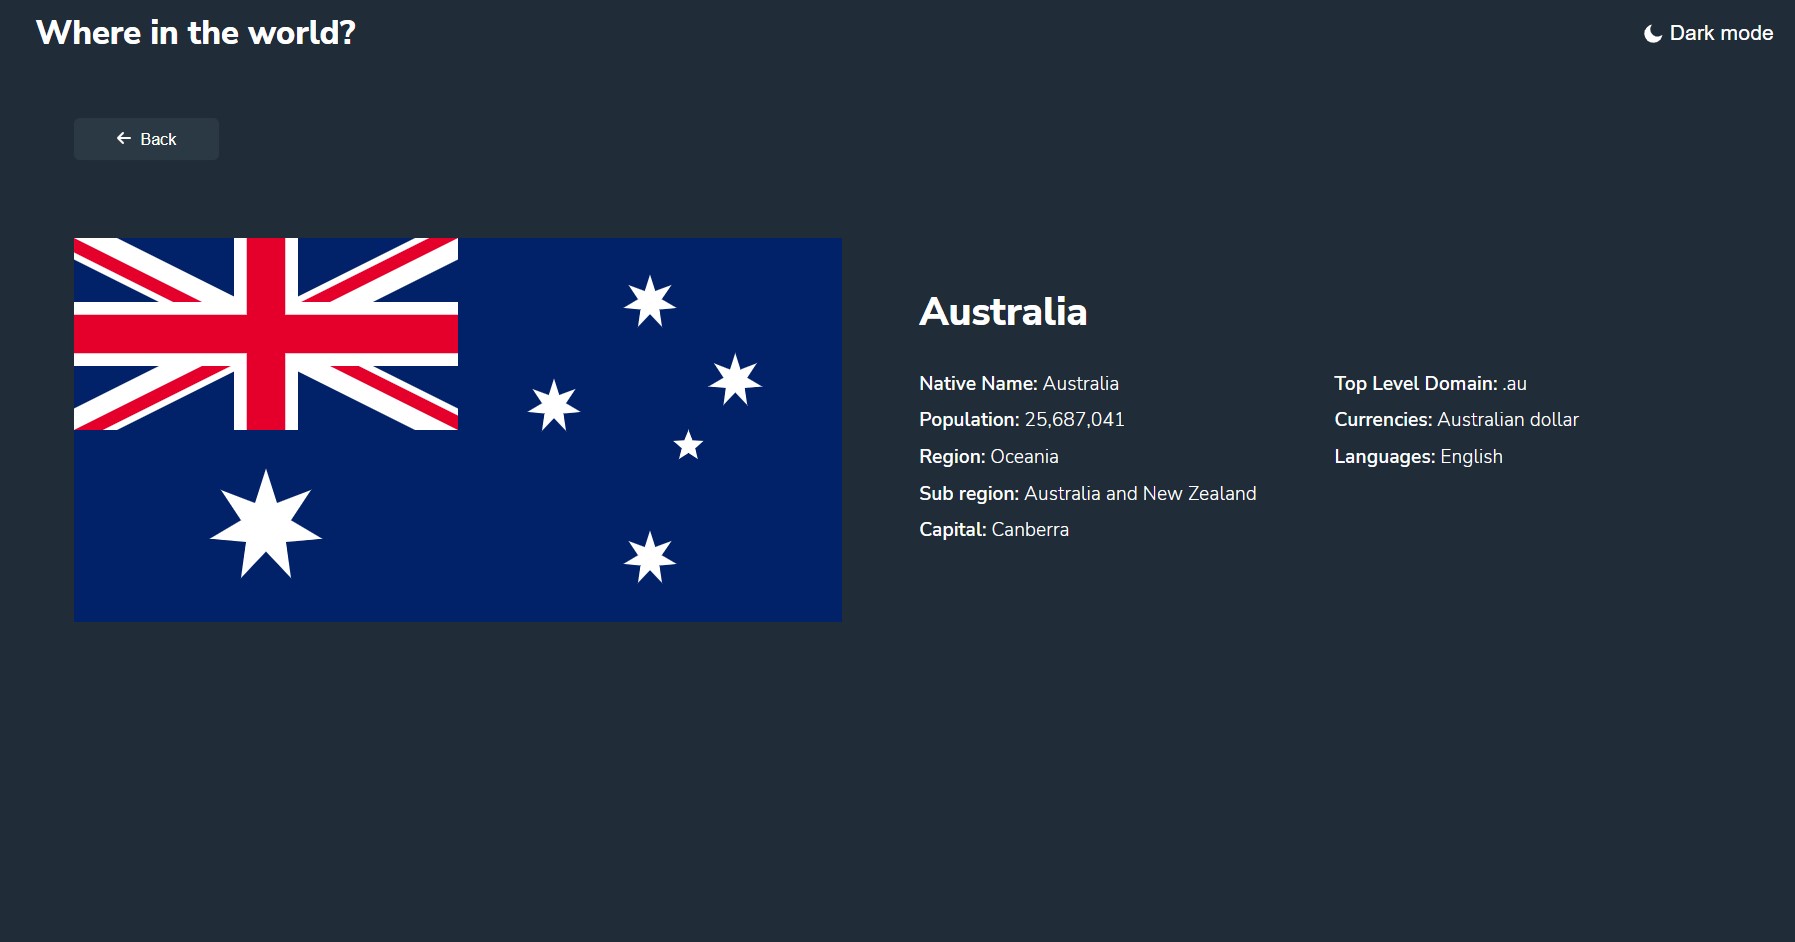 Where in the world?
Dark mode
Back
Australia
Native Name: Australia
Population: 25,687,041
Region: Oceania
Sub region: Australia and New Zealand
Capital: Canberra
Top Level Domain: .au
Currencies: Australian dollar
Languages: English